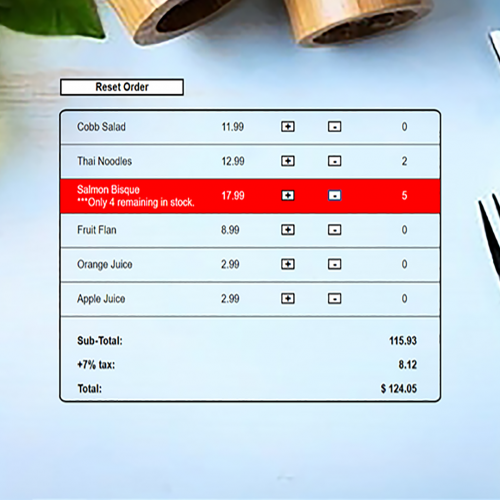 Reset Order
Cobb Salad 11.99 + - 0
Thai Noodles 12.99 + - 2
Salmon Bisque
***Only 4 remaining in stock. 17.99 + - 5
Fruit Flan 8.99 + - 0
Orange Juice 2.99 + - 0
Apple Juice 2.99 + - 0
Sub-Total: 115.93
+7% tax: 8.12
Total: $ 124.05